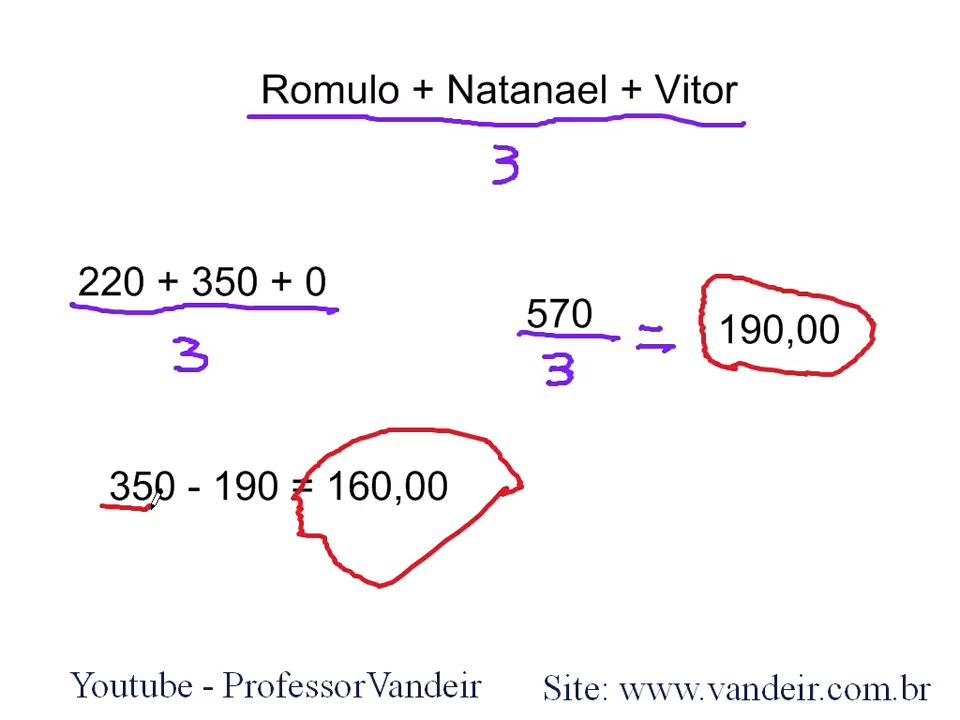 Romulo + Natanael + Vitor
3
220 + 350 + 0
3
570
3
= 190,00
350 - 190 = 160,00
Youtube - ProfessorVandeir
Site: www.vandeir.com.br